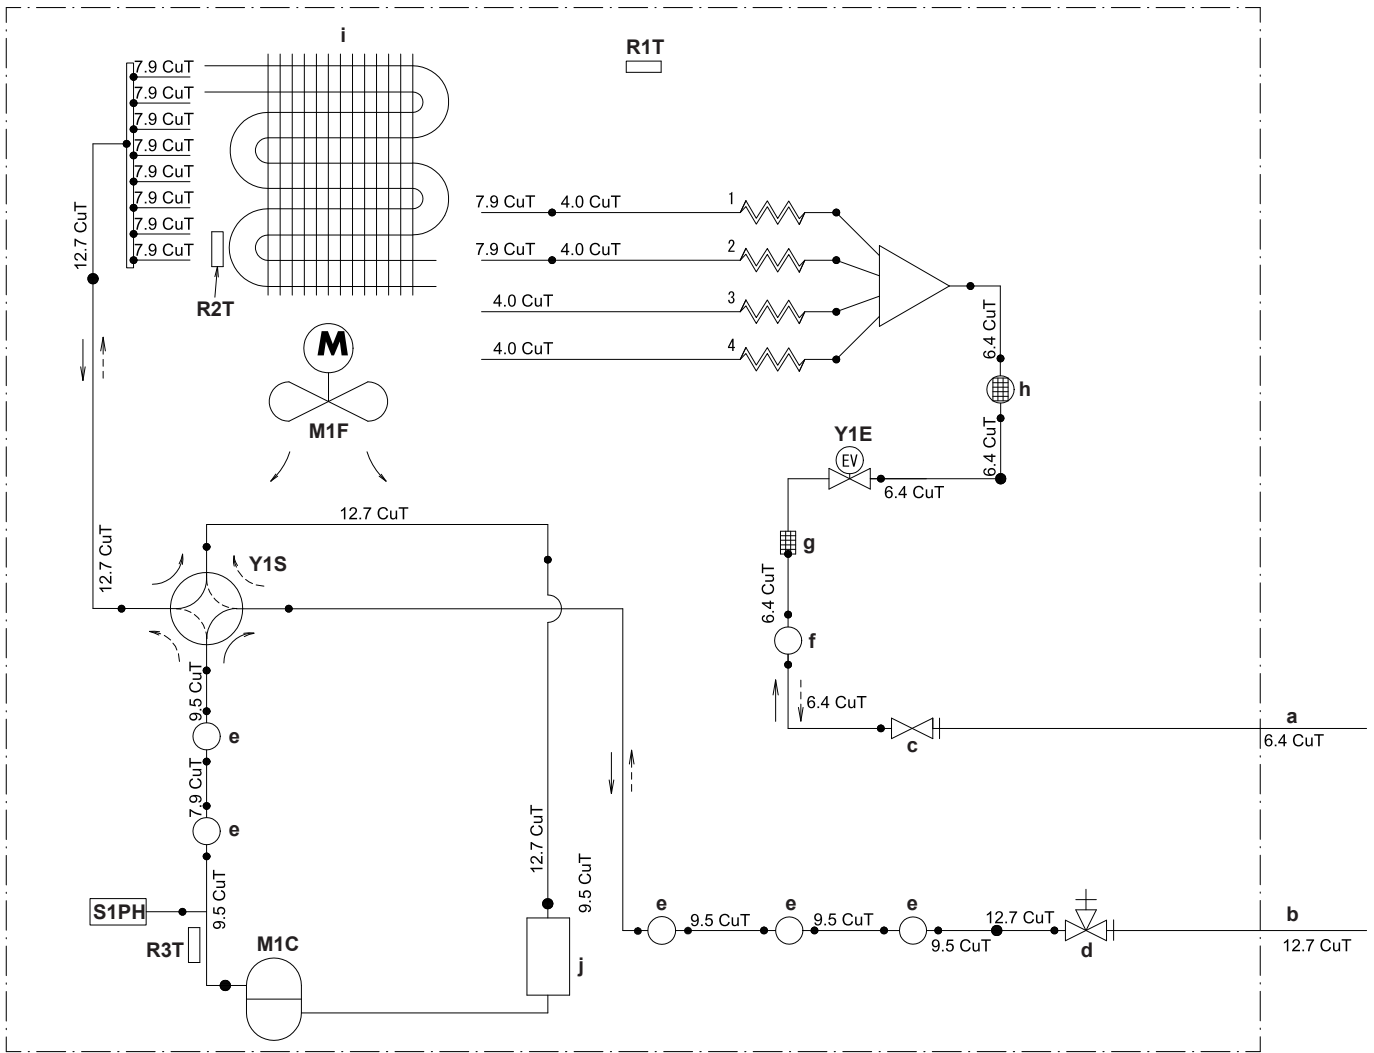 i
R1T
7.9 CuT
7.9 CuT
7.9 CuT
7.9 CuT
7.9 CuT
7.9 CuT
7.9 CuT
7.9 CuT
12.7 CuT
R2T
7.9 CuT
4.0 CuT
1
7.9 CuT
4.0 CuT
2
4.0 CuT
3
4.0 CuT
4
6.4 CuT
h
6.4 CuT
M
M1F
Y1E
EV
6.4 CuT
g
12.7 CuT
12.7 CuT
Y1S
6.4 CuT
f
6.4 CuT
c
a
6.4 CuT
9.5 CuT
e
7.9 CuT
e
9.5 CuT
S1PH
R3T
M1C
12.7 CuT
9.5 CuT
j
e
9.5 CuT
e
9.5 CuT
e
9.5 CuT
12.7 CuT
d
b
12.7 CuT